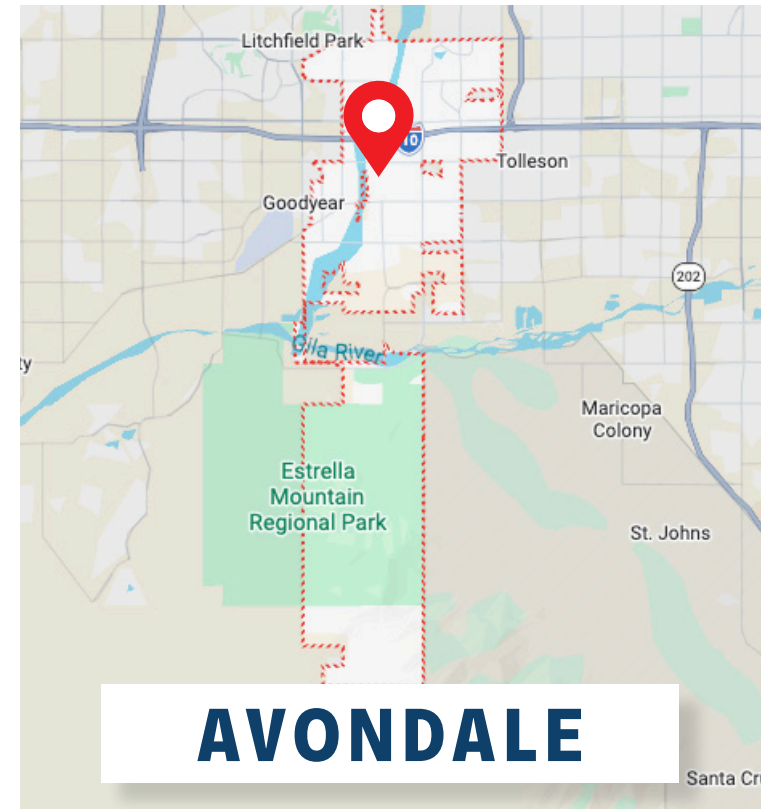 Litchfield Park
10
Tolleson
Goodyear
202
Gila River
ty
Maricopa
Colony
Estrella
Mountain
Regional Park
St. Johns
AVONDALE
Santa Cru